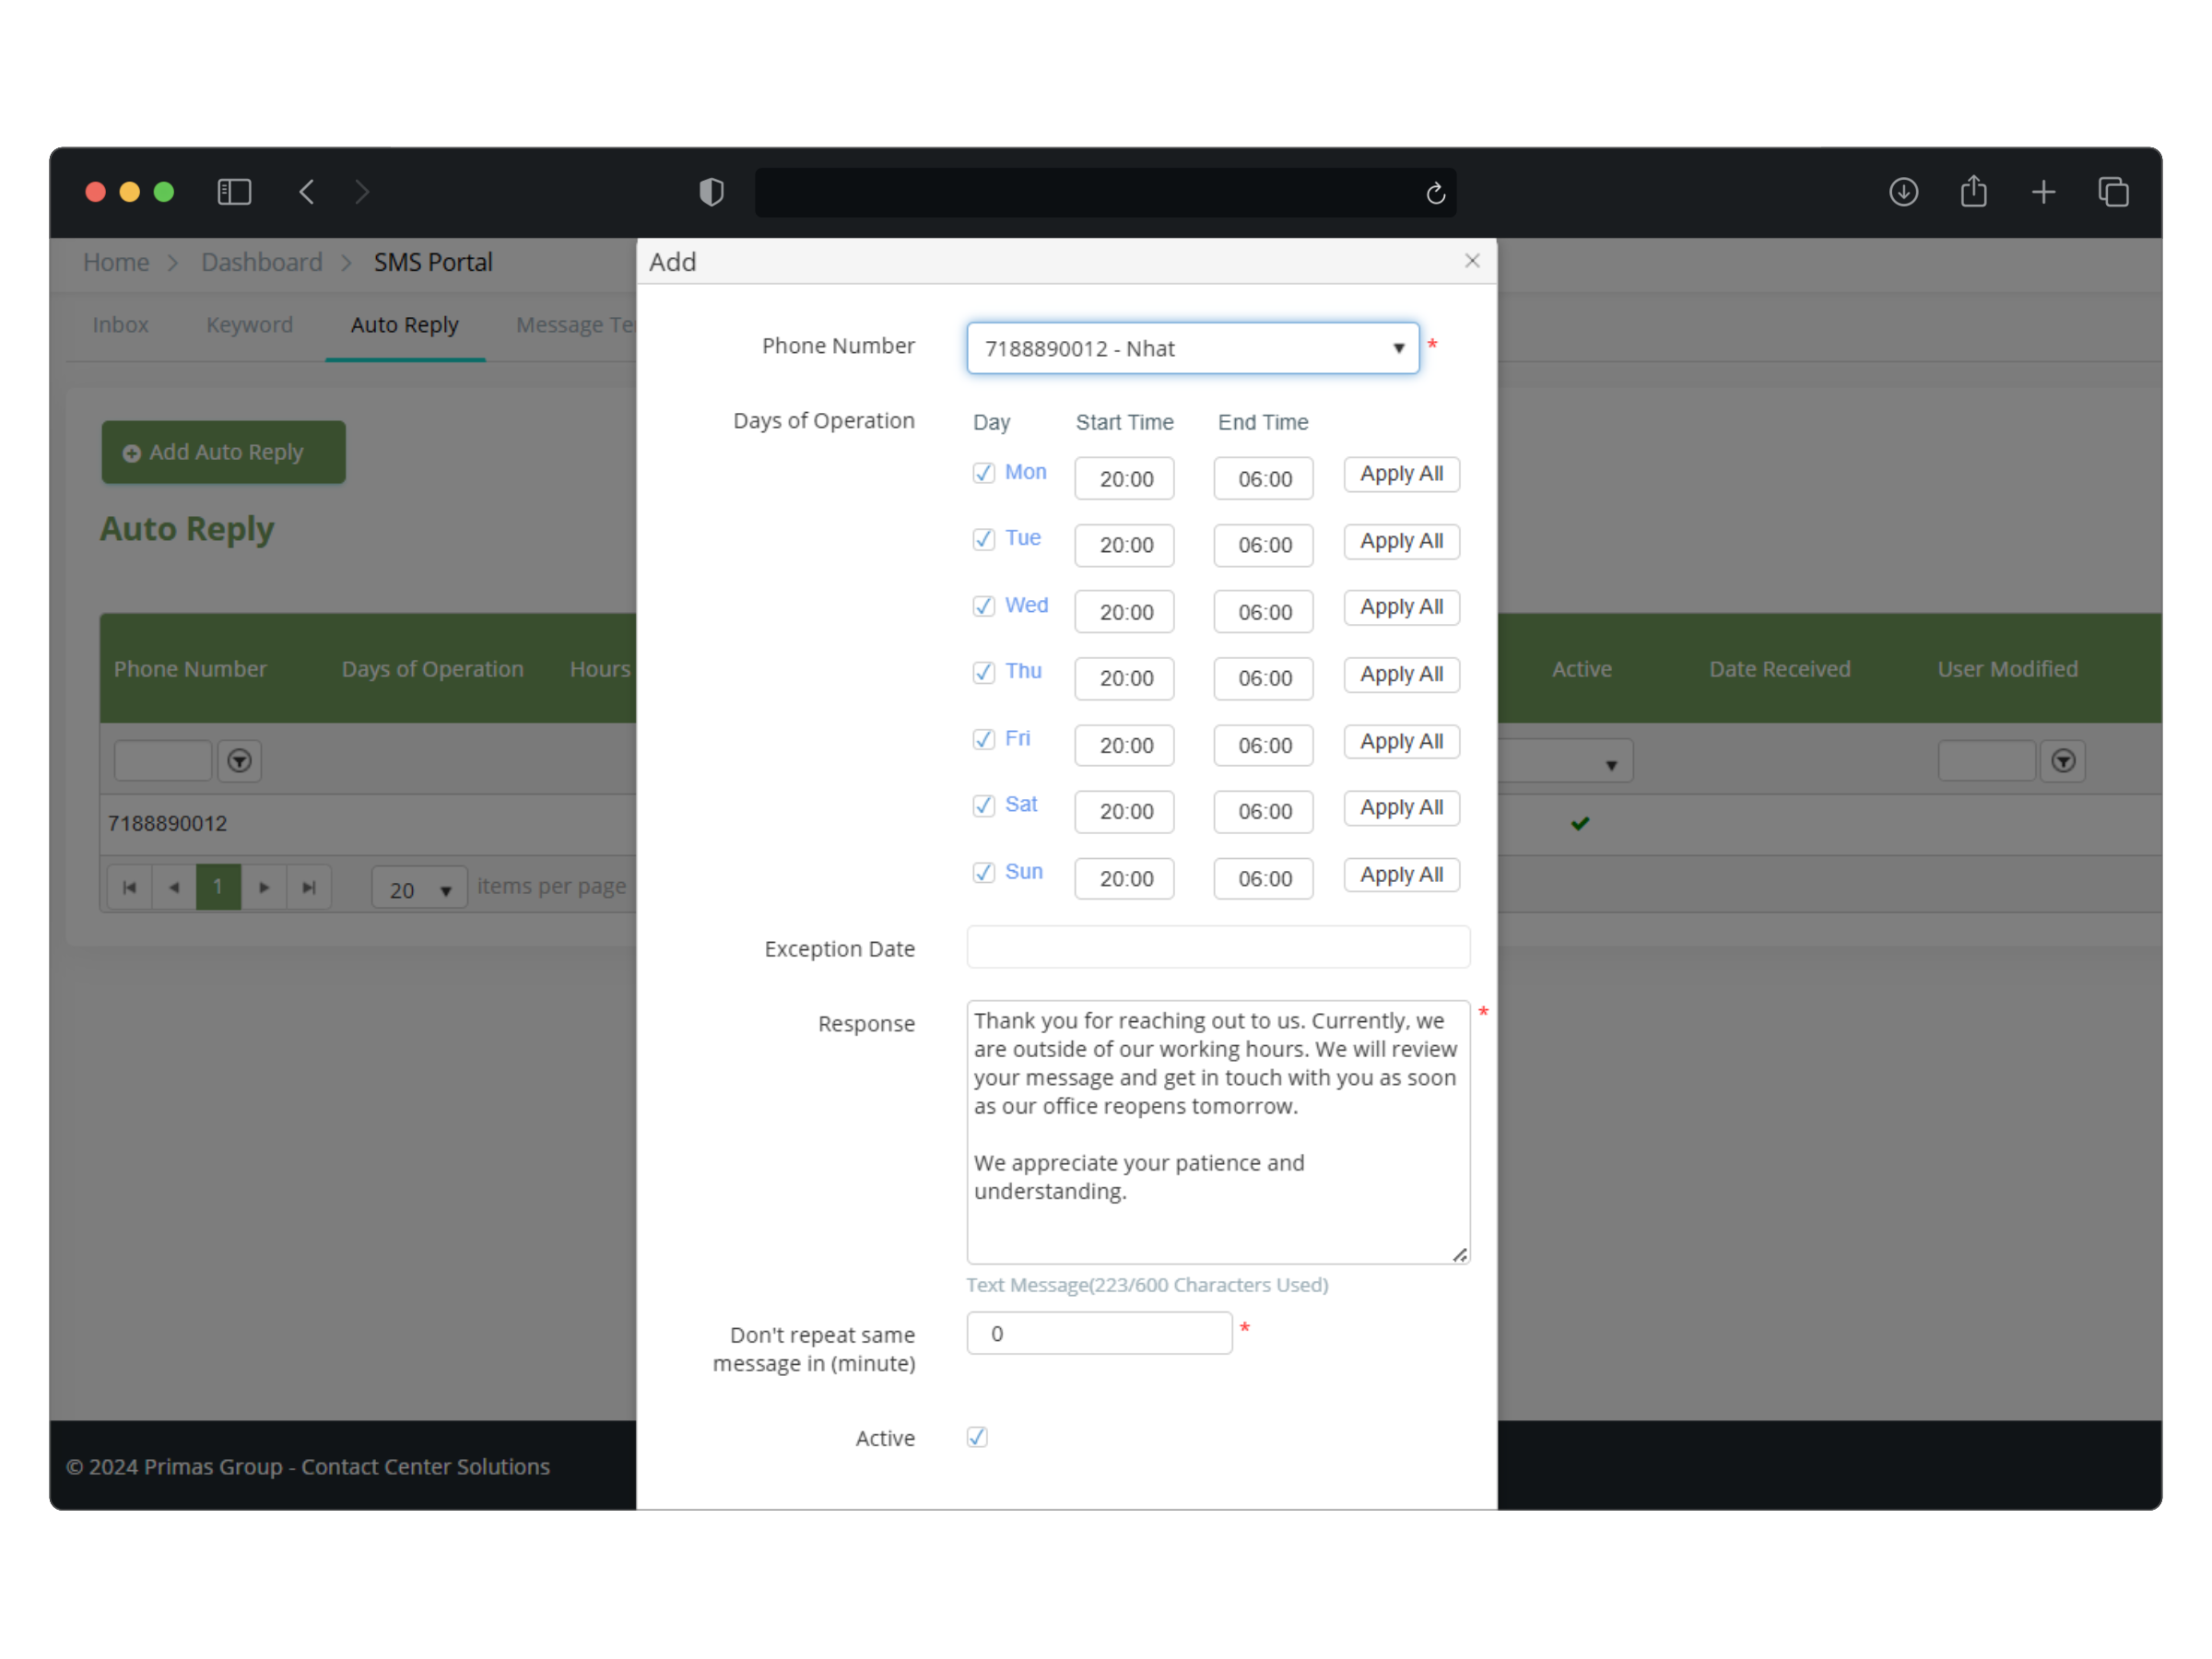 Home > Dashboard > SMS Portal
Inbox Keyword Auto Reply Message Te
Add Auto Reply
Auto Reply
Phone Number Days of Operation Hours Active Date Received User Modified
7188890012
1 20 items per page
© 2024 Primas Group - Contact Center Solutions
Add
Phone Number 7188890012 - Nhat *
Days of Operation Day Start Time End Time
Mon 20:00 06:00 Apply All
Tue 20:00 06:00 Apply All
Wed 20:00 06:00 Apply All
Thu 20:00 06:00 Apply All
Fri 20:00 06:00 Apply All
Sat 20:00 06:00 Apply All
Sun 20:00 06:00 Apply All
Exception Date
Response *
Thank you for reaching out to us. Currently, we
are outside of our working hours. We will review
your message and get in touch with you as soon
as our office reopens tomorrow.
We appreciate your patience and
understanding.
Text Message(223/600 Characters Used)
Don't repeat same 0 *
message in (minute)
Active